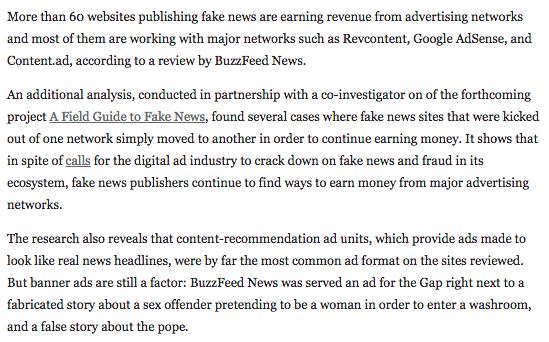 More than 60 websites publishing fake news are earning revenue from advertising networks
and most of them are working with major networks such as Revcontent, Google AdSense, and
Content.ad, according to a review by BuzzFeed News.
An additional analysis, conducted in partnership with a co-investigator on of the forthcoming
project A Field Guide to Fake News, found several cases where fake news sites that were kicked
out of one network simply moved to another in order to continue earning money. It shows that
in spite of calls for the digital ad industry to crack down on fake news and fraud in its
ecosystem, fake news publishers continue to find ways to earn money from major advertising
networks.
The research also reveals that content-recommendation ad units, which provide ads made to
look like real news headlines, were by far the most common ad format on the sites reviewed.
But banner ads are still a factor: BuzzFeed News was served an ad for the Gap right next to a
fabricated story about a sex offender pretending to be a woman in order to enter a washroom,
and a false story about the pope.